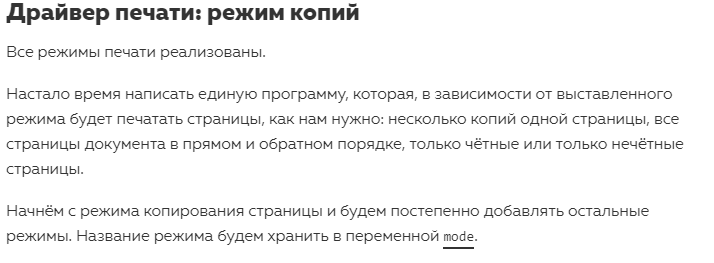 Драйвер печати: режим копий
Все режимы печати реализованы.
Настало время написать единую программу, которая, в зависимости от выставленного
режима будет печатать страницы, как нам нужно: несколько копий одной страницы, все
страницы документа в прямом и обратном порядке, только чётные или только нечётные
страницы.
Начнём с режима копирования страницы и будем постепенно добавлять остальные
режимы. Название режима будем хранить в переменной mode.